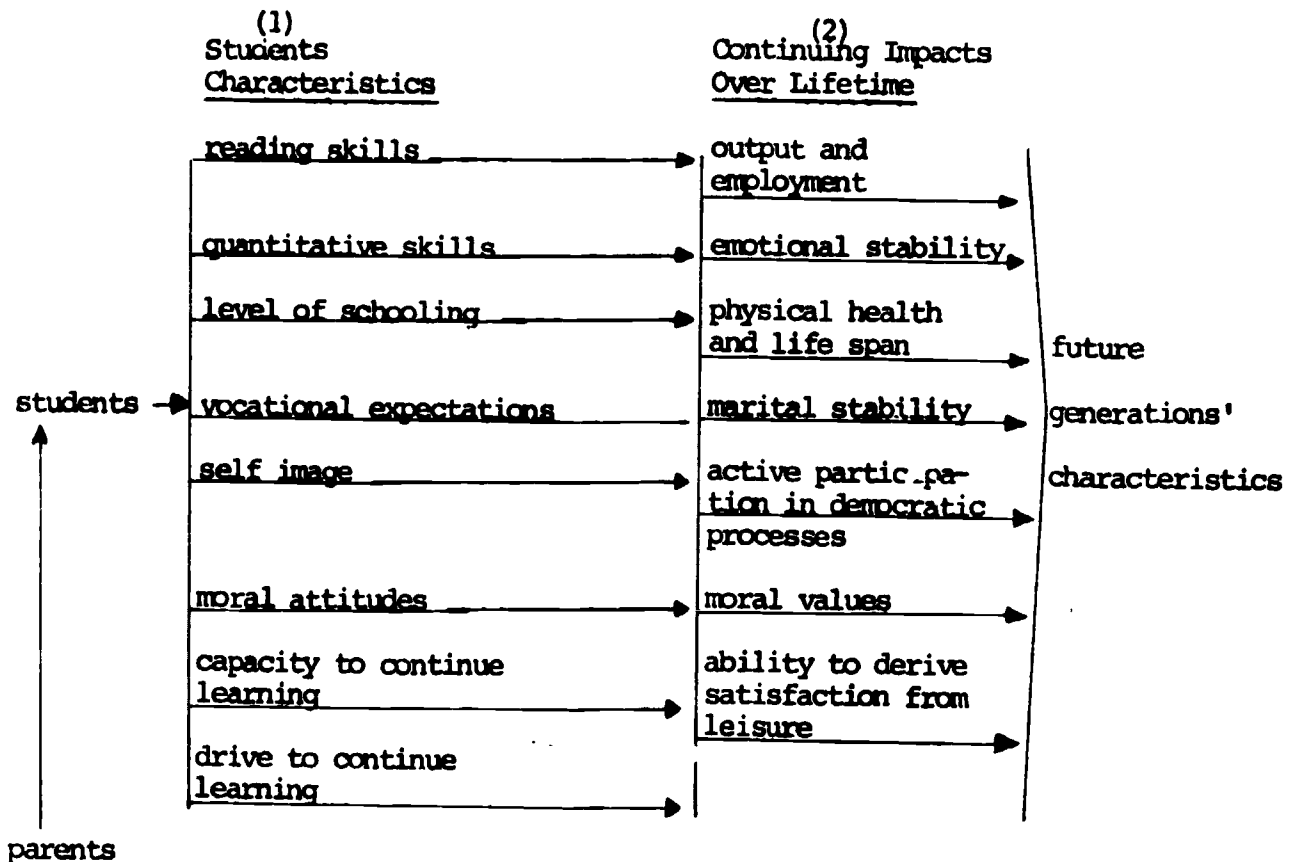 (1)
Students
Characteristics
(2)
Continuing Impacts
Over Lifetime
reading skills
output and
employment
quantitative skills
emotional stability
level of schooling
physical health
and life span
future
students
vocational expectations
marital stability
generations'
self image
active partic.pa-
tion in democratic
processes
characteristics
moral attitudes
moral values
capacity to continue
learning
ability to derive
satisfaction from
leisure
drive to continue
learning
parents